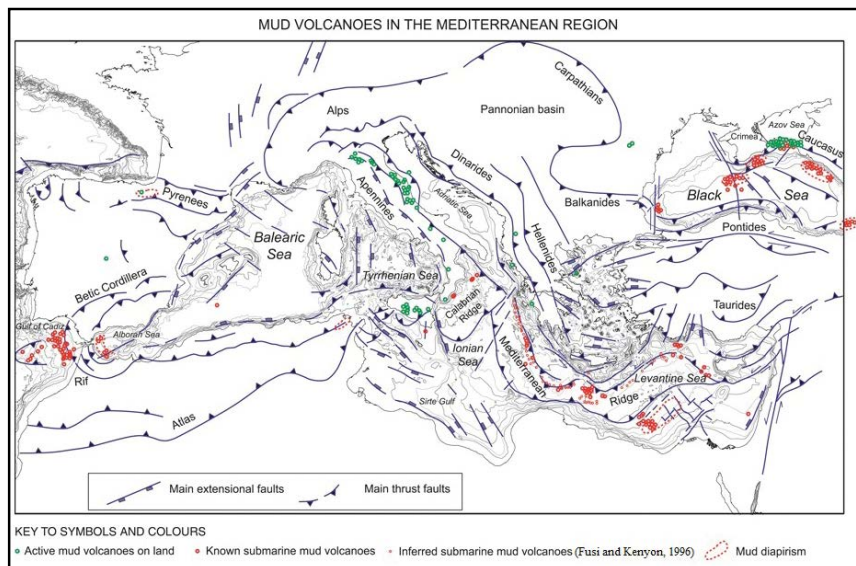 MUD VOLCANOES IN THE MEDITERRANEAN REGION
Carpathians
Alps
Pannonian basin
Azov Sea
Crimea
Caucasus
Dinarides
Apennines
Adriatic Sea
Pyrenees
Balkanides
Black Sea
Hellenides
Pontides
Balearic Sea
Betic Cordillera
Tyrrhenian Sea
Taurides
Calabrian Ridge
Gulf of Cadiz
Alboran Sea
Ionian Sea
Mediterranean Ridge
Levantine Sea
Rif
Sirte Gulf
Atlas
Main extensional faults
Main thrust faults
KEY TO SYMBOLS AND COLOURS
Active mud volcanoes on land
Known submarine mud volcanoes
Inferred submarine mud volcanoes (Fusi and Kenyon, 1996)
Mud diapirism